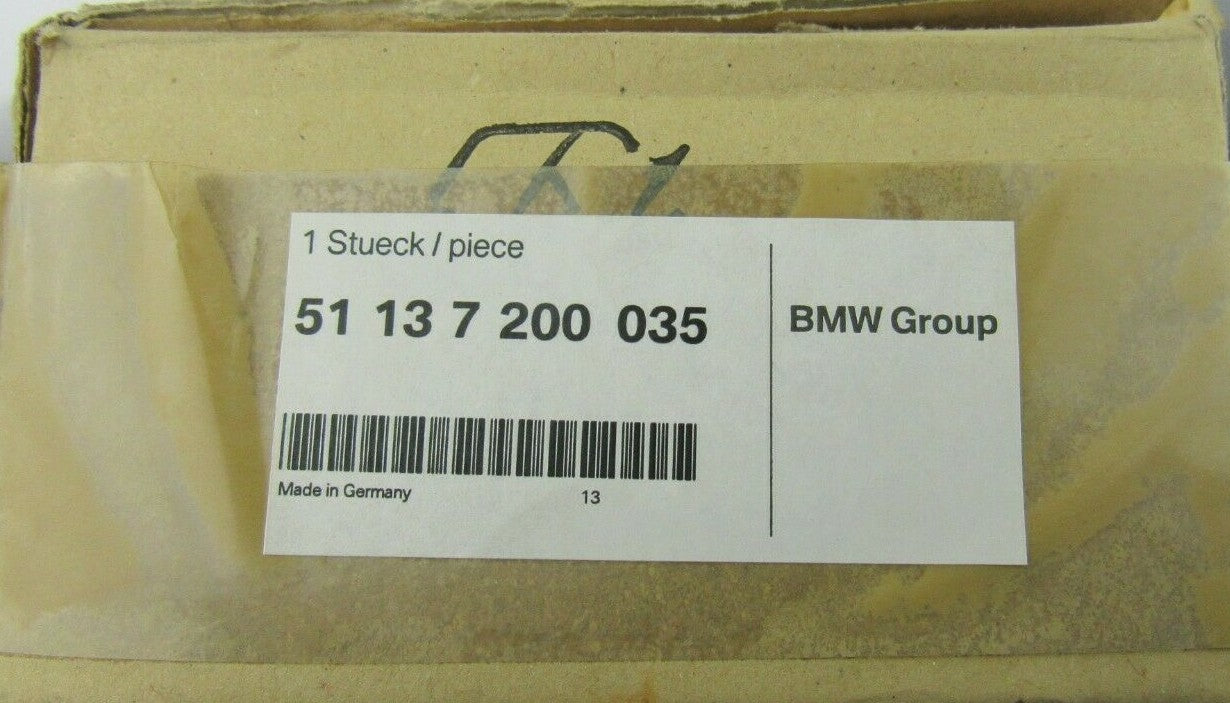 1 Stueck / piece
51 13 7 200 035
BMW Group
Made in Germany 13